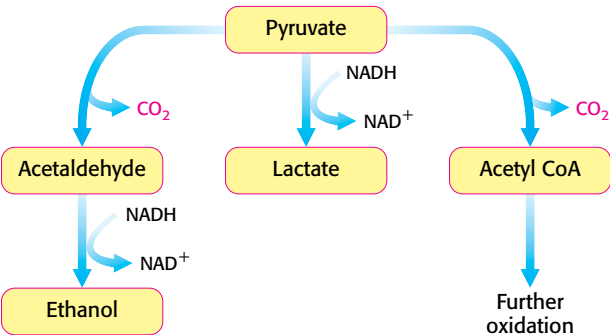 Pyruvate
NADH
CO₂
NAD⁺
CO₂
Acetaldehyde
Lactate
Acetyl CoA
NADH
NAD⁺
Ethanol
Further
oxidation